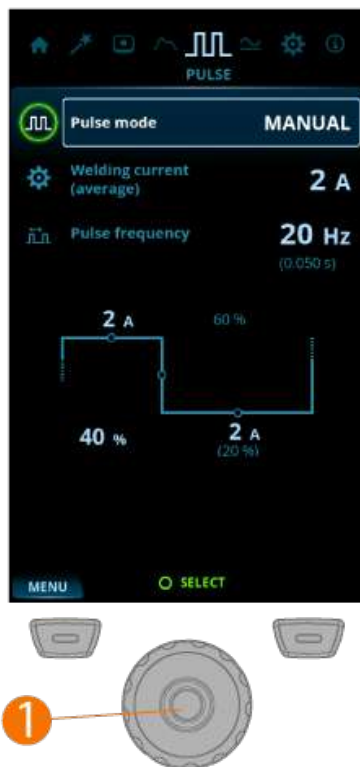 PULSE
Pulse mode MANUAL
Welding current
(average) 2 A
Pulse frequency 20 Hz
(0.050 s)
2 A 60 %
40 % 2 A
(20 %)
MENU SELECT
1